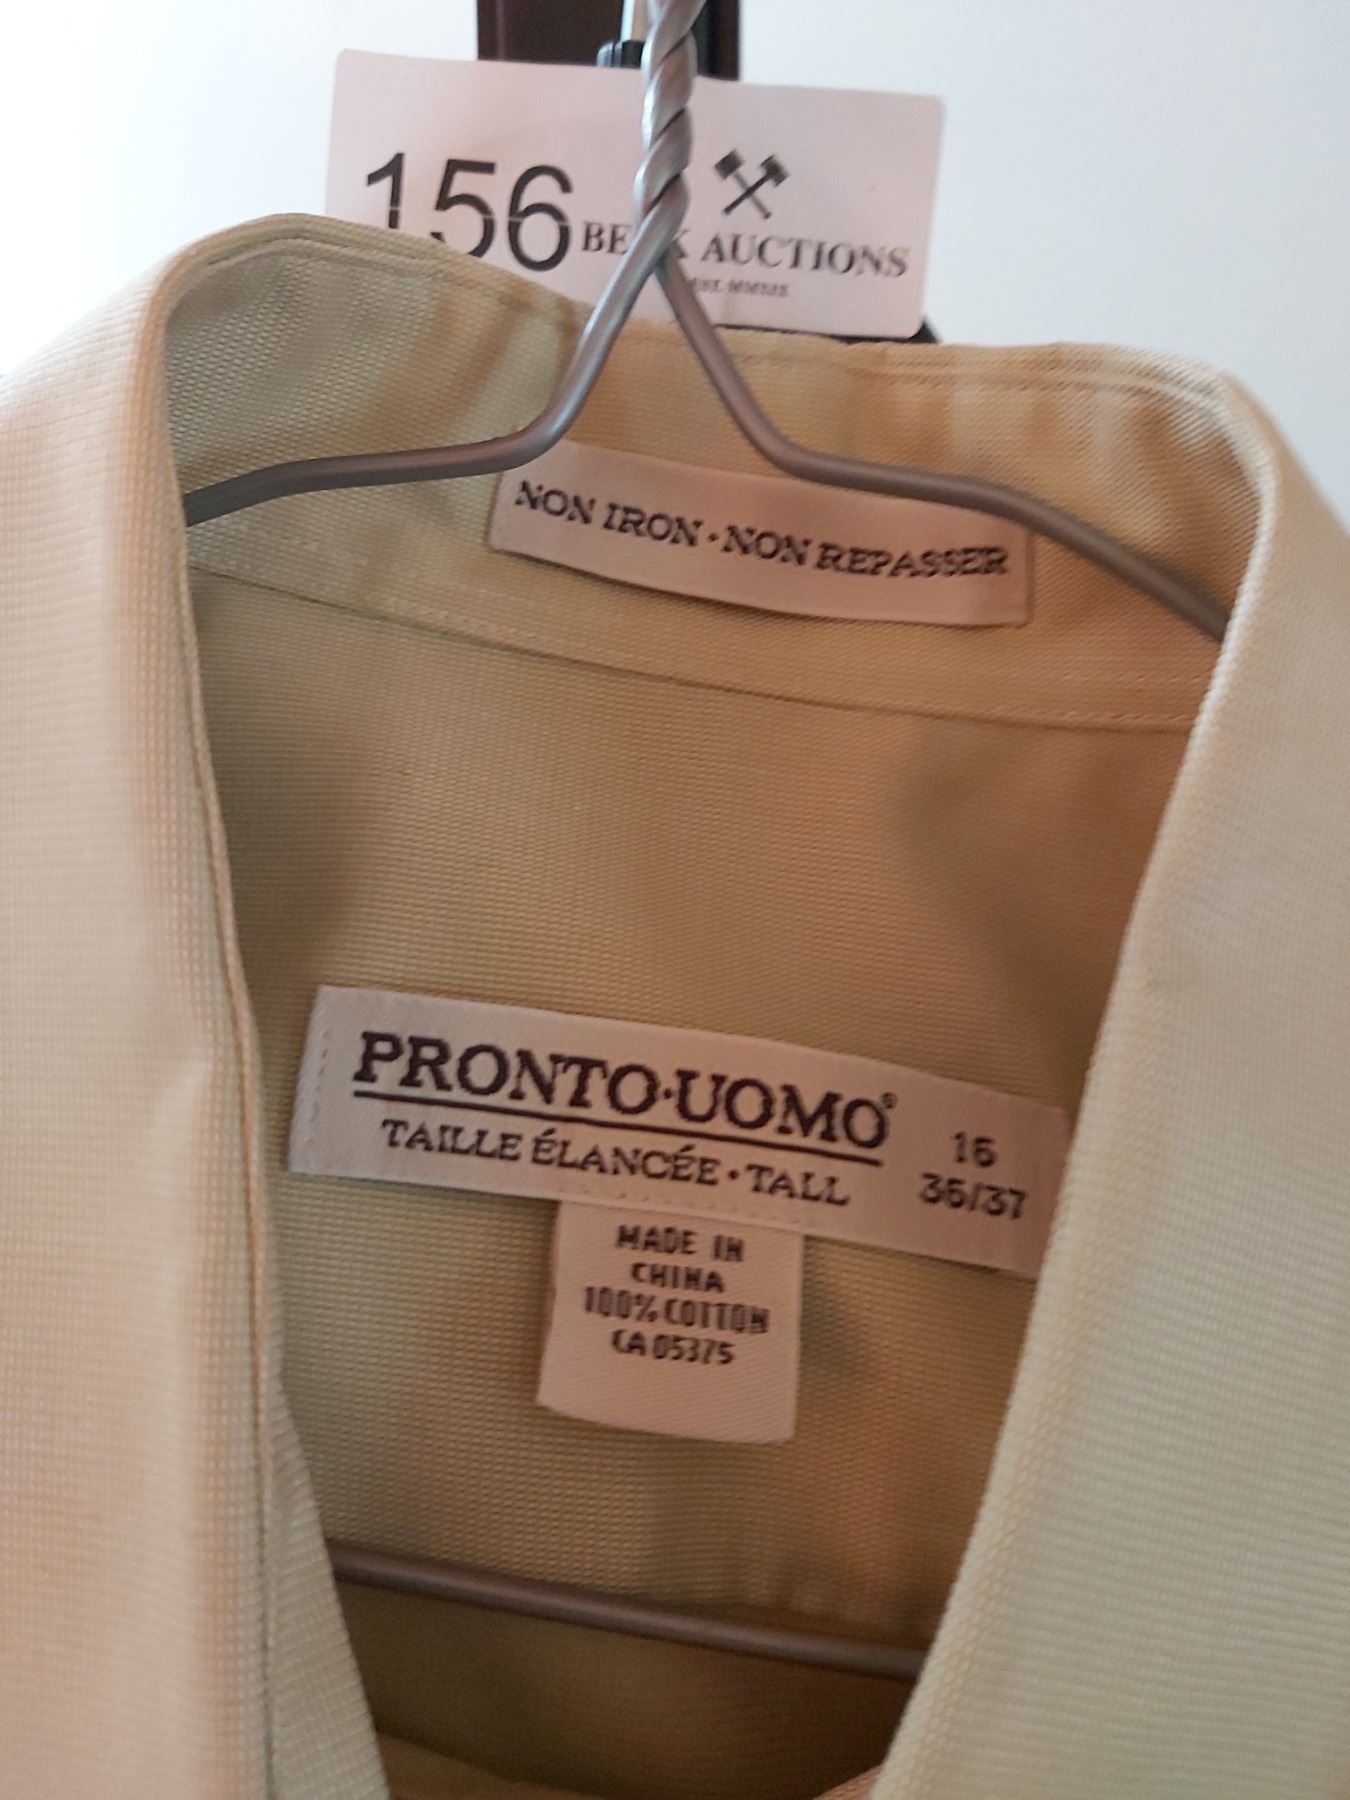 156
AUCTIONS
NON IRON • NON REPASSER
PRONTO•UOMO®
TAILLE ÉLANCÉE • TALL
16
36/37
MADE IN
CHINA
100% COTTON
CA 05375